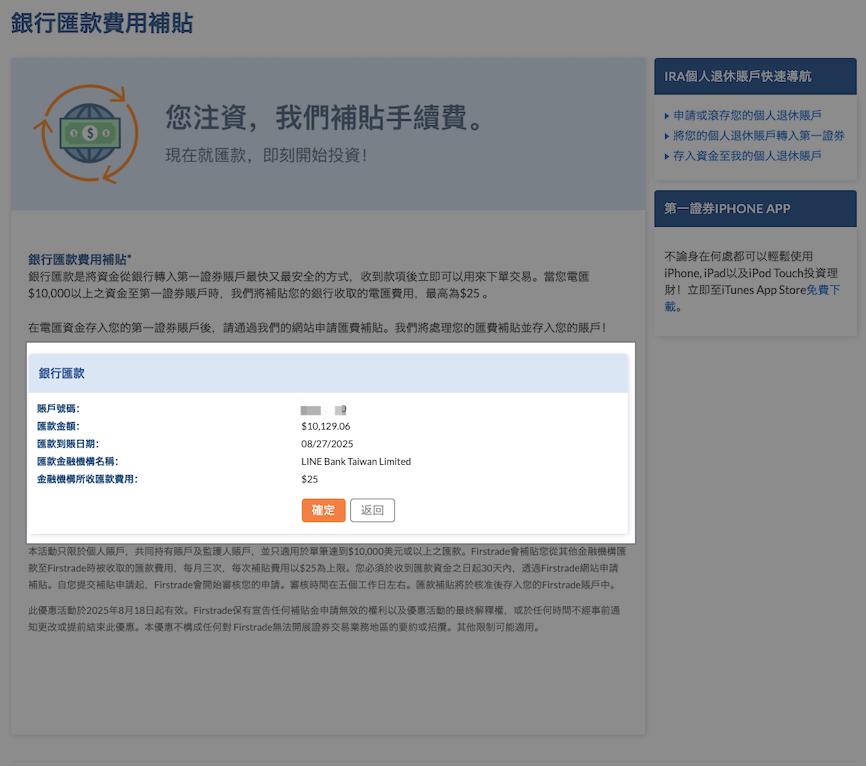 銀行匯款費用補貼
您注資，我們補貼手續費。
現在就匯款，即刻開始投資！
銀行匯款費用補貼*
銀行匯款是將資金從銀行轉入第一證券賬戶最快又最安全的方式，收到款項後立即可以用來下單交易。當您電匯
$10,000以上之資金至第一證券賬戶時，我們將補貼您的銀行收取的電匯費用，最高為$25 。
在電匯資金存入您的第一證券賬戶後，請通過我們的網站申請匯費補貼。我們將處理您的匯費補貼並存入您的賬戶！
銀行匯款
賬戶號碼：
匯款金額： $10,129.06
匯款到賬日期： 08/27/2025
匯款金融機構名稱： LINE Bank Taiwan Limited
金融機構所收匯款費用： $25
確定 返回
本活動只限於個人賬戶，共同持有賬戶及監護人賬戶，並只適用於單筆達到$10,000美元或以上之匯款。Firstrade會補貼您從其他金融機構匯
款至Firstrade時被收取的匯款費用，每月三次，每次補貼費用以$25為上限。您必須於收到匯款資金之日起30天內，透過Firstrade網站申請
補貼。自您提交補貼申請起，Firstrade會開始審核您的申請。審核時間在五個工作日左右。匯款補貼將於核准後存入您的Firstrade賬戶中。
此優惠活動於2025年8月18日起有效。Firstrade保有宣告任何補貼金申請無效的權利以及優惠活動的最終解釋權，或於任何時間不經事前通
知更改或提前結束此優惠。本優惠不構成任何對 Firstrade無法開展證券交易業務地區的要約或招攬。其他限制可能適用。
IRA個人退休賬戶快速導航
申請或滾存您的個人退休賬戶
將您的個人退休賬戶轉入第一證券
存入資金至我的個人退休賬戶
第一證券IPHONE APP
不論身在何處都可以輕鬆使用
iPhone, iPad以及iPod Touch投資理
財！立即至iTunes App Store免費下
載。